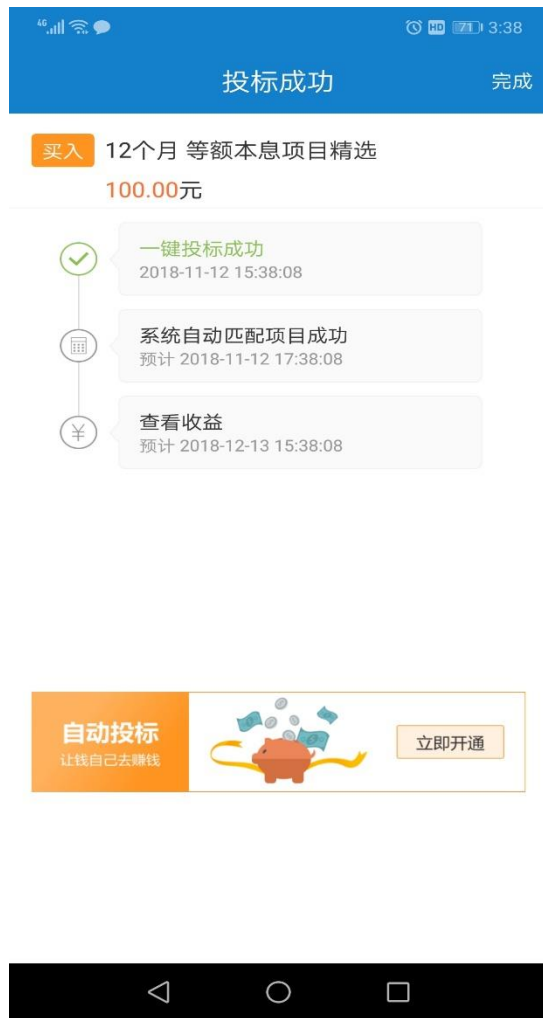 46
HD 71 3:38
投标成功
完成
买入 12个月 等额本息项目精选
100.00元
一键投标成功
2018-11-12 15:38:08
系统自动匹配项目成功
预计 2018-11-12 17:38:08
¥
查看收益
预计 2018-12-13 15:38:08
自动投标
让钱自己去赚钱
立即开通